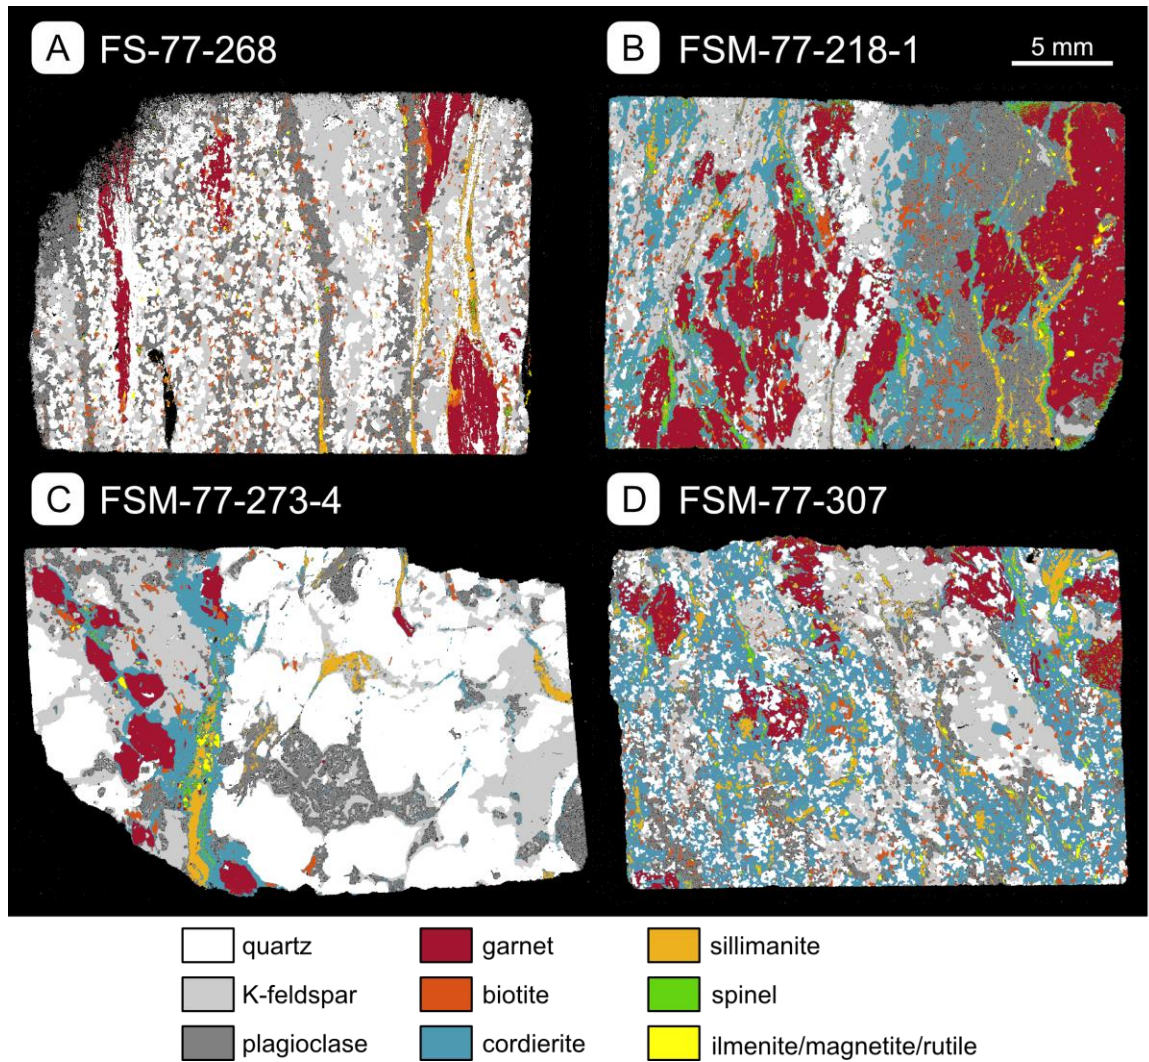 A FS-77-268
B FSM-77-218-1
5 mm
C FSM-77-273-4
D FSM-77-307
quartz
garnet
sillimanite
K-feldspar
biotite
spinel
plagioclase
cordierite
ilmenite/magnetite/rutile